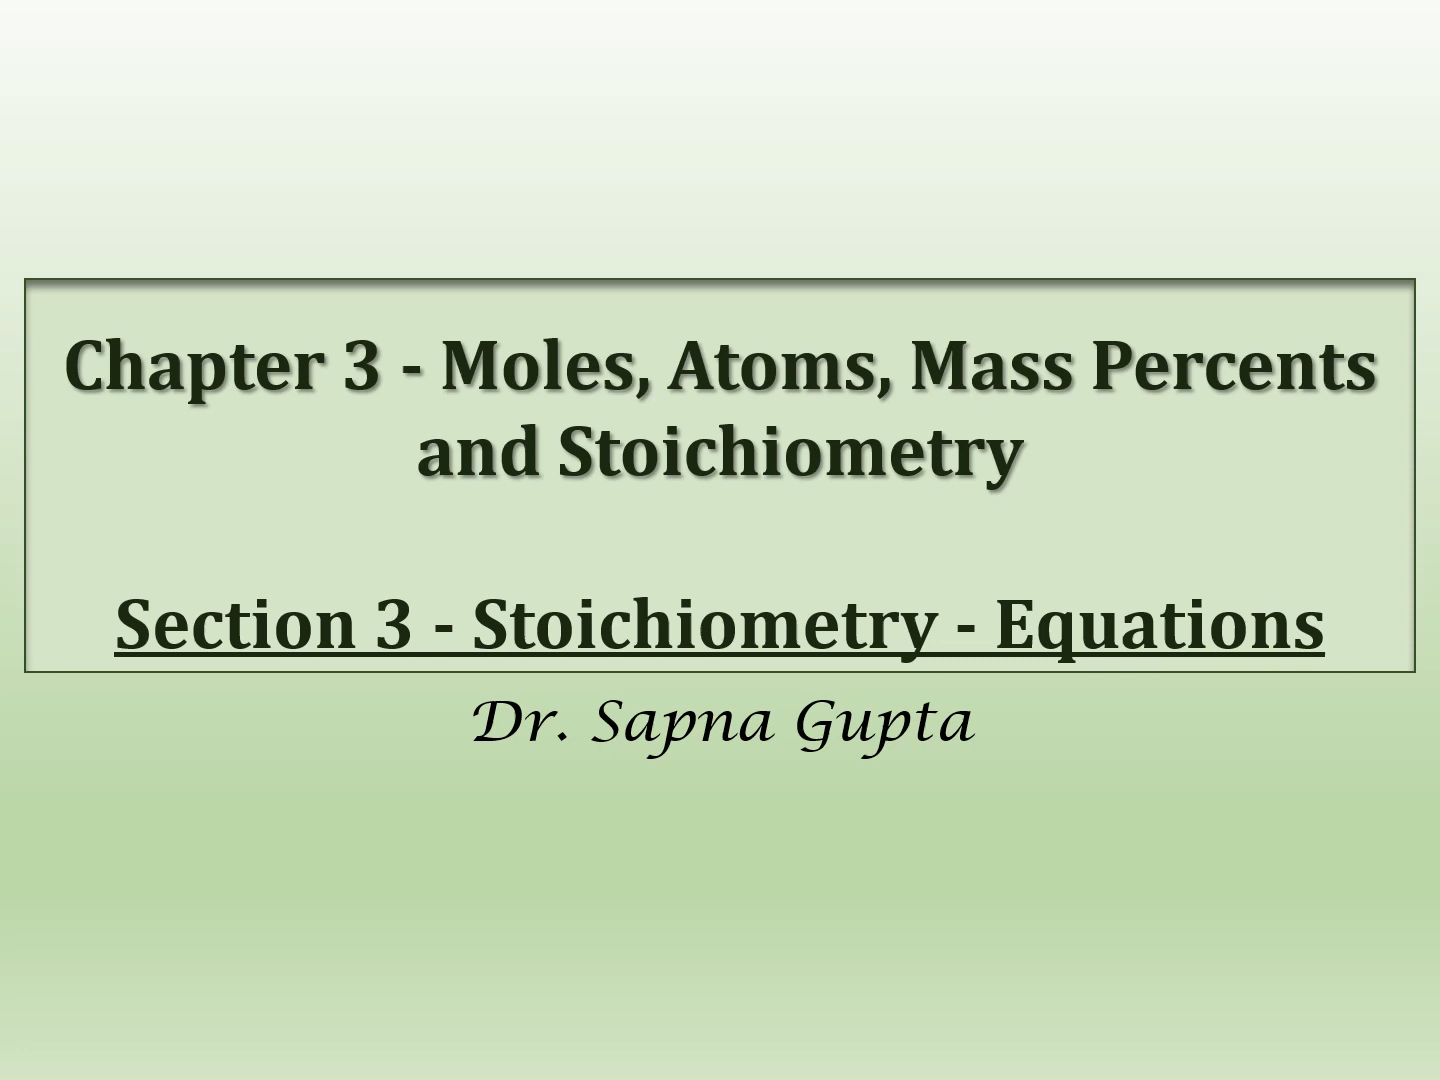 Chapter 3 - Moles, Atoms, Mass Percents
and Stoichiometry
Section 3 - Stoichiometry - Equations
Dr. Sapna Gupta